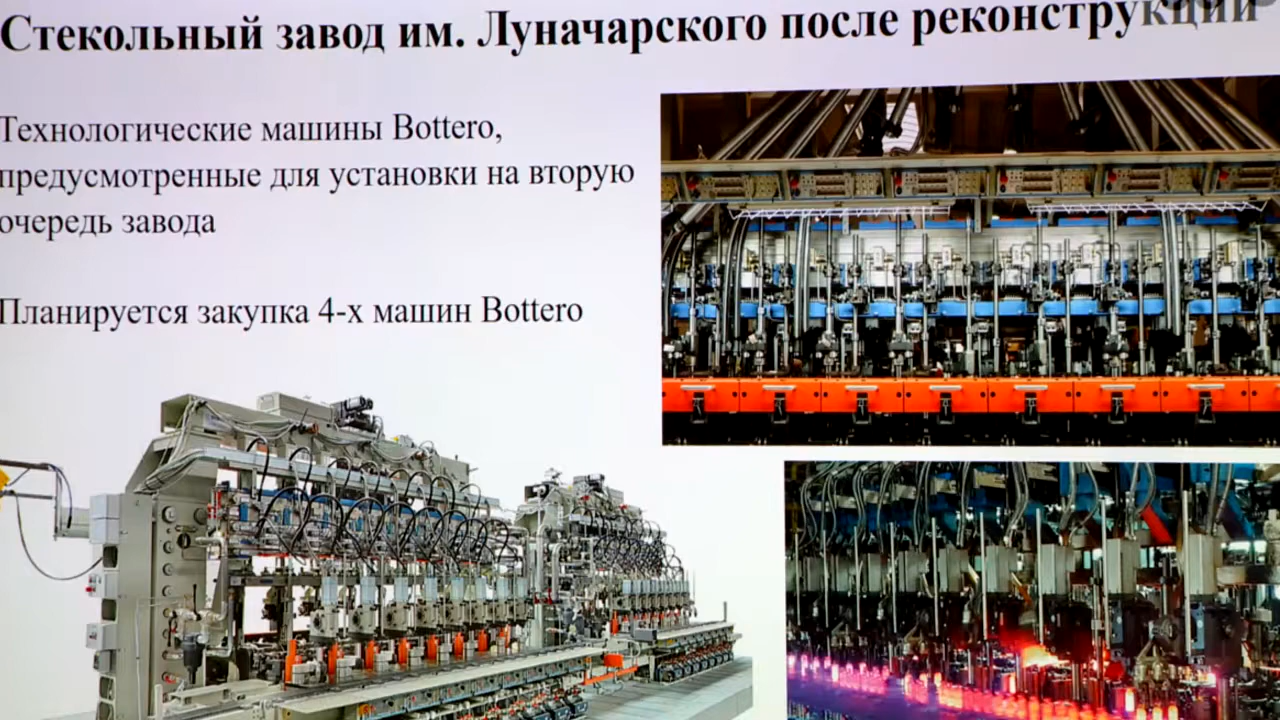 Стекольный завод им. Луначарского после реконструкции
Технологические машины Bottero,
предусмотренные для установки на вторую
очередь завода
Планируется закупка 4-х машин Bottero